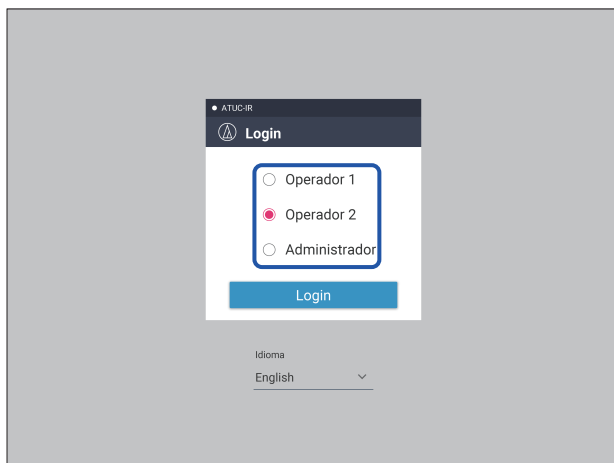 ATUC-IR
Login
Operador 1
Operador 2
Administrador
Login
Idioma
English